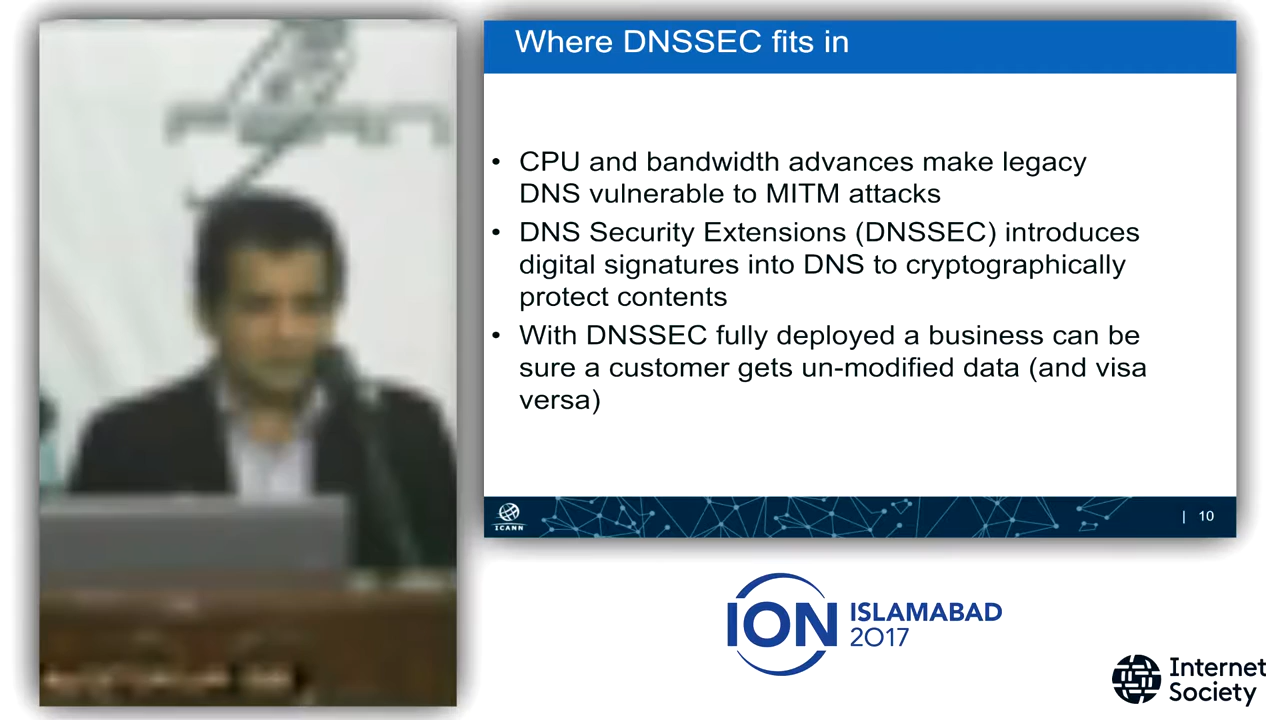 Where DNSSEC fits in
• CPU and bandwidth advances make legacy
DNS vulnerable to MITM attacks
• DNS Security Extensions (DNSSEC) introduces
digital signatures into DNS to cryptographically
protect contents
• With DNSSEC fully deployed a business can be
sure a customer gets un-modified data (and visa
versa)
ICANN
| 10
ION ISLAMABAD
2017
Internet
Society